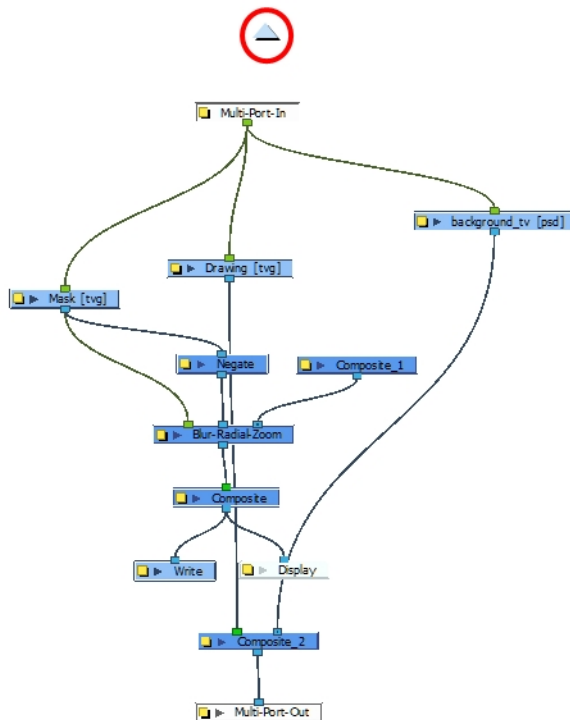 Multi-Port-In
background_tv [psd]
Drawing [tvg]
Mask [tvg]
Negate
Composite_1
Blur-Radial-Zoom
Composite
Write
Display
Composite_2
Multi-Port-Out